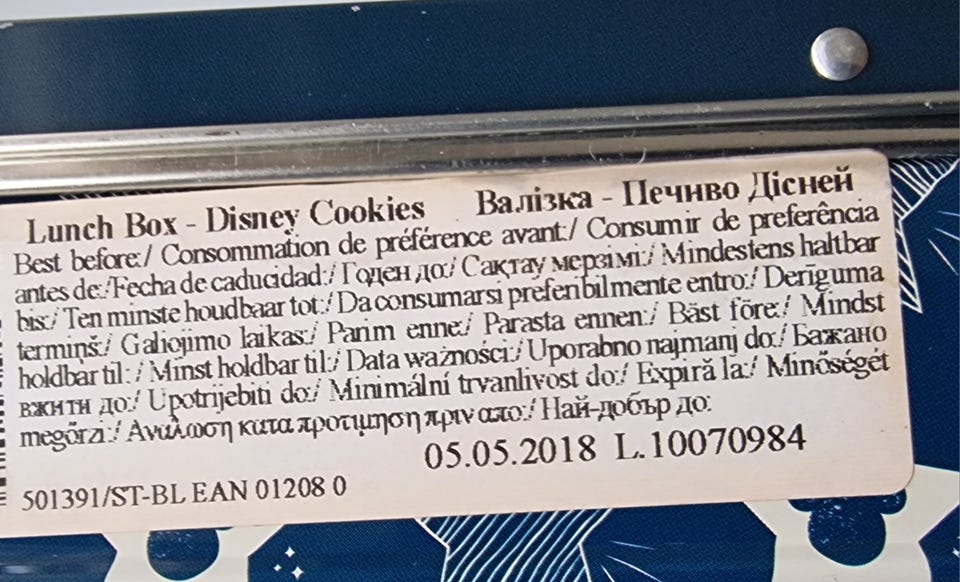 Lunch Box - Disney Cookies Валізка - Печиво Дісней
Best before:/ Consommation de préférence avant:/ Consumir de preferência
antes de:/Fecha de caducidad:/ Годен до:/ Сақтау мерзімі:/ Mindestens haltbar
bis:/ Ten minste houdbaar tot:/ Da consumarsi preferibilmente entro:/ Derīguma
termiņš:/ Galiojimo laikas:/ Parim enne:/ Parasta ennen:/ Bäst före:/ Mindst
holdbar til: / Minst holdbar til:/ Data ważności:/ Uporabno najmanj do:/ Бажано
вжити до:/ Upotrijebiti do:/ Minimální trvanlivost do:/ Expiră la:/ Minőségét
megőrzi:/ Ανάλωση κατα προτιμηση πριν απο:/ Най-добър до:
05.05.2018 L.10070984
501391/ST-BL EAN 01208 0